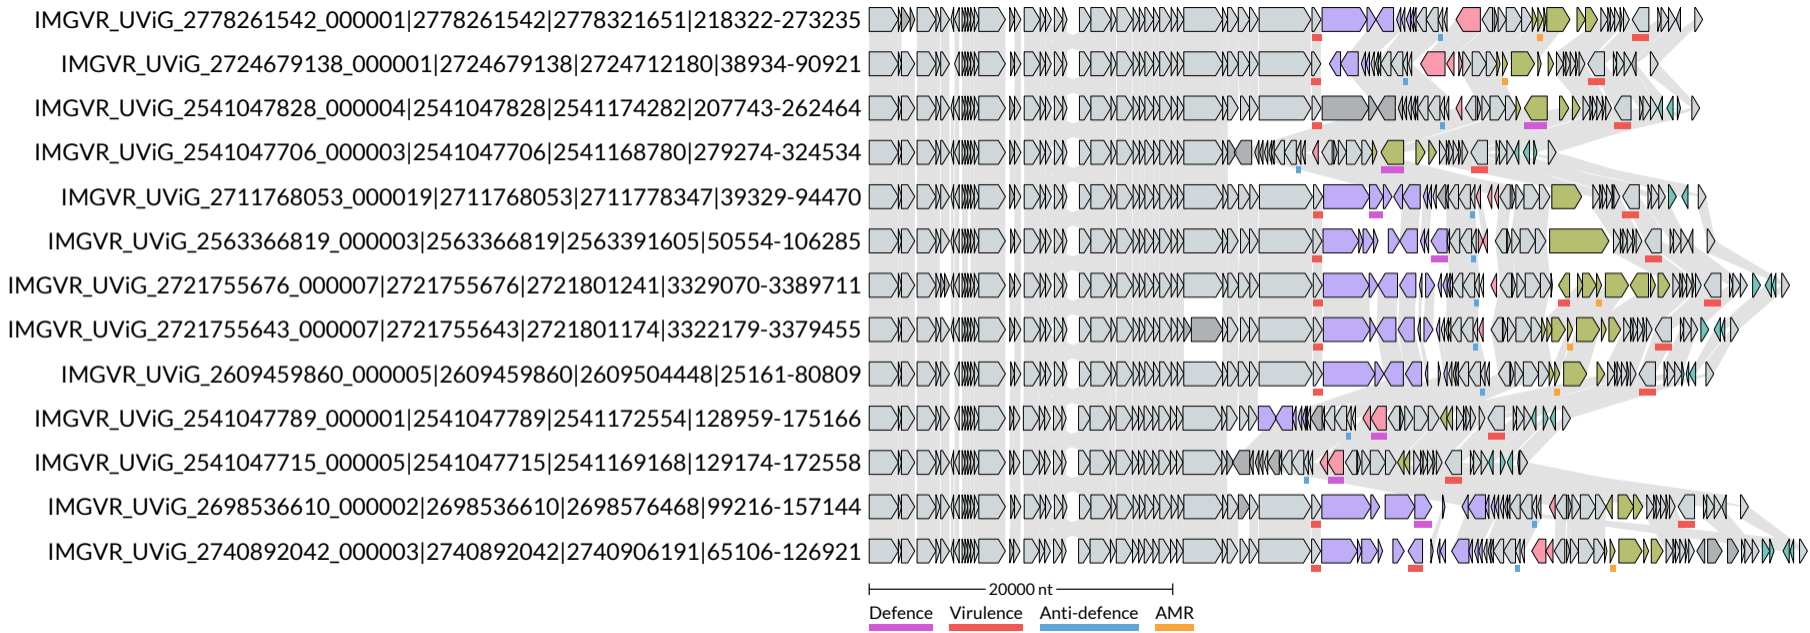 IMGVR_UViG_2778261542_000001|2778261542|2778321651|218322-273235
IMGVR_UViG_2724679138_000001|2724679138|2724712180|38934-90921
IMGVR_UViG_2541047828_000004|2541047828|2541174282|207743-262464
IMGVR_UViG_2541047706_000003|2541047706|2541168780|279274-324534
IMGVR_UViG_2711768053_000019|2711768053|2711778347|39329-94470
IMGVR_UViG_2563366819_000003|2563366819|2563391605|50554-106285
IMGVR_UViG_2721755676_000007|2721755676|2721801241|3329070-3389711
IMGVR_UViG_2721755643_000007|2721755643|2721801174|3322179-3379455
IMGVR_UViG_2609459860_000005|2609459860|2609504448|25161-80809
IMGVR_UViG_2541047789_000001|2541047789|2541172554|128959-175166
IMGVR_UViG_2541047715_000005|2541047715|2541169168|129174-172558
IMGVR_UViG_2698536610_000002|2698536610|2698576468|99216-157144
IMGVR_UViG_2740892042_000003|2740892042|2740906191|65106-126921
20000 nt
Defence Virulence Anti-defence AMR